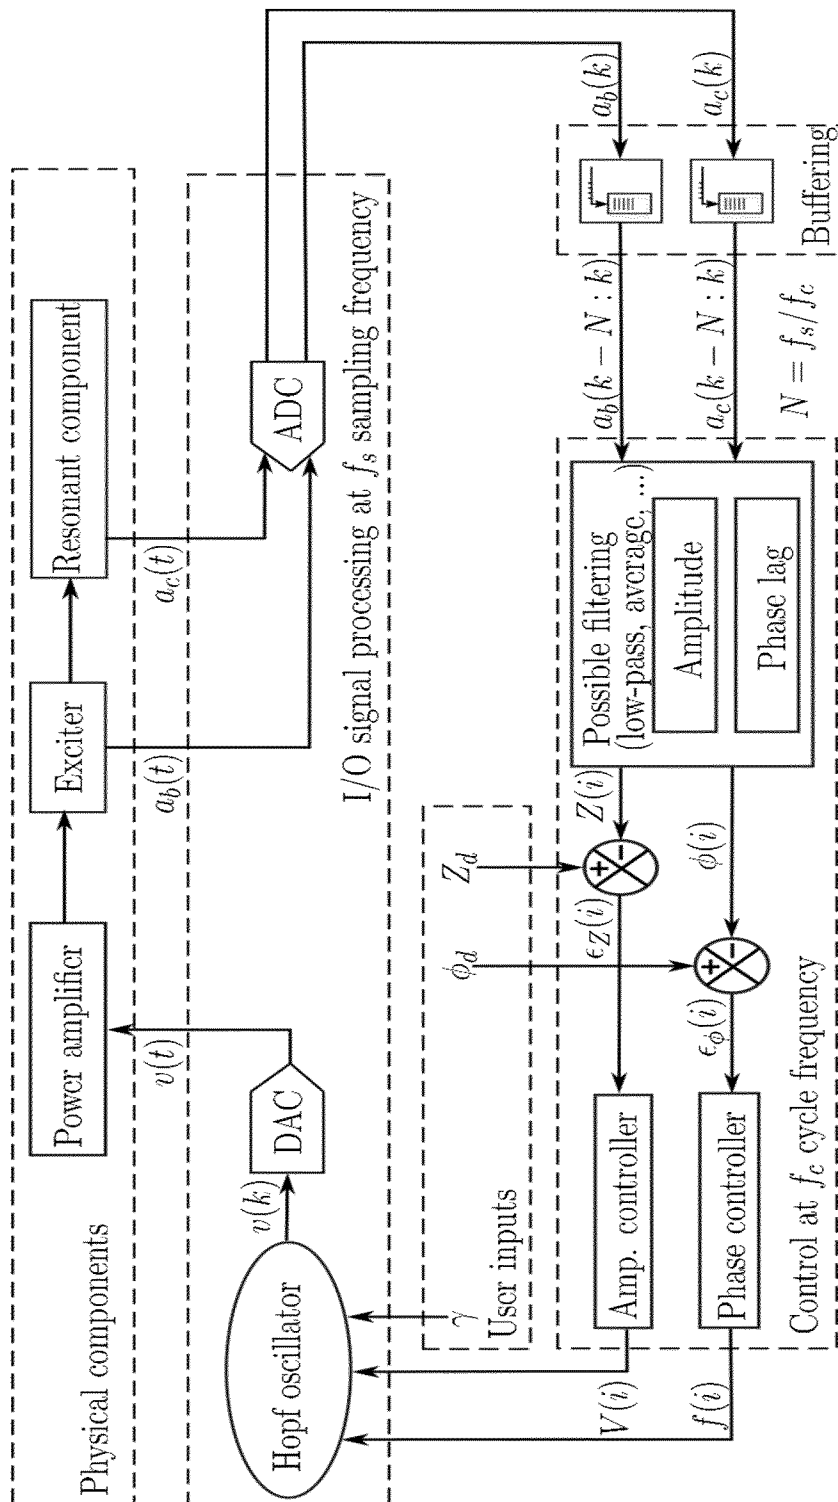 Physical components
Power amplifier
Exciter
Resonant component
v(t)
a_b(t)
a_c(t)
Hopf oscillator
v(k)
DAC
ADC
I/O signal processing at f_s sampling frequency
γ
User inputs
ϕ_d
Z_d
V(i)
Amp. controller
ϵ_Z(i)
+
−
Z(i)
Possible filtering
(low-pass, average, ...)
Amplitude
Phase lag
a_b(k − N : k)
a_b(k)
f(i)
Phase controller
ϵ_ϕ(i)
+
−
ϕ(i)
a_c(k − N : k)
a_c(k)
Control at f_c cycle frequency
N = f_s/f_c
Buffering